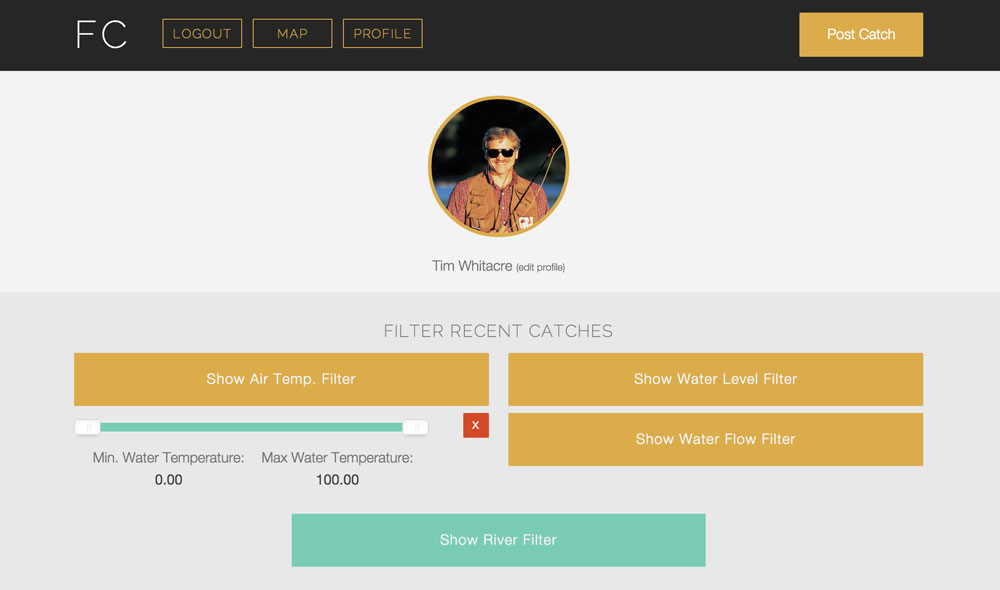 FC
LOGOUT
MAP
PROFILE
Post Catch
Tim Whitacre (edit profile)
FILTER RECENT CATCHES
Show Air Temp. Filter
Show Water Level Filter
X
Show Water Flow Filter
Min. Water Temperature:
0.00
Max Water Temperature:
100.00
Show River Filter